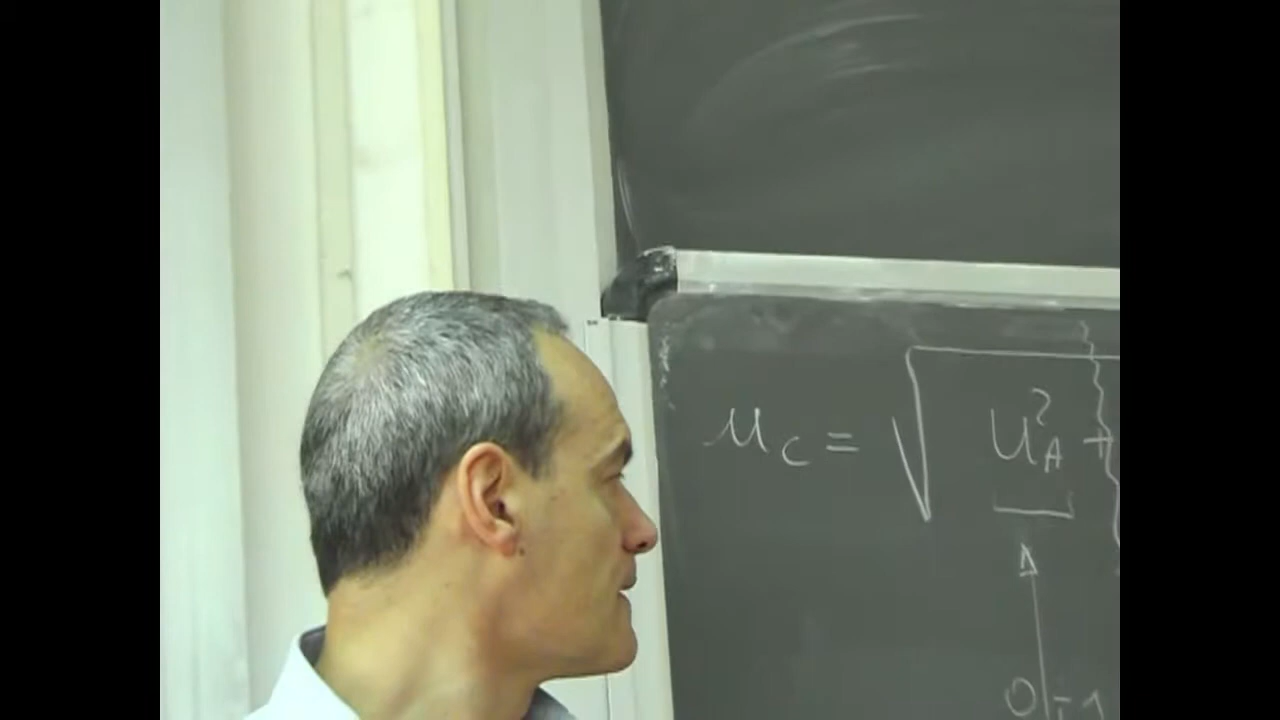 u_C = √ u²_A +
0